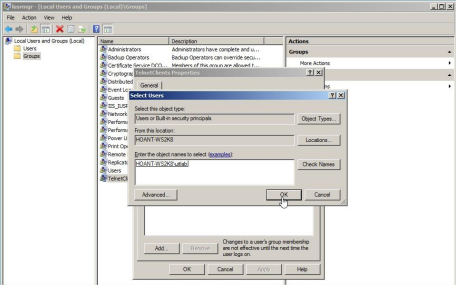 lusrmgr - [Local Users and Groups (Local)\Groups]
File Action View Help
Local Users and Groups (Local)
Users
Groups
Name Description
Administrators Administrators have complete and u...
Backup Operators Backup Operators can override secu...
Certificate Service DCO... Members of this group are allowed t...
Cryptogra
Distributed
Event Log
Guests
IIS_IUSR
Network
Perform
Perform
Power U
Print Ope
Remote
Replicato
Users
TelnetCl
Actions
Groups
More Actions
TelnetClients Properties
General
Select Users
Select this object type:
Users or Built-in security principals
Object Types...
From this location:
HOANT-WS2K8
Locations...
Enter the object names to select (examples):
HOANT-WS2K8\utlab
Check Names
Advanced...
OK
Cancel
Add...
Remove
Changes to a user's group membership
are not effective until the next time the
user logs on.
OK
Cancel
Apply
Help